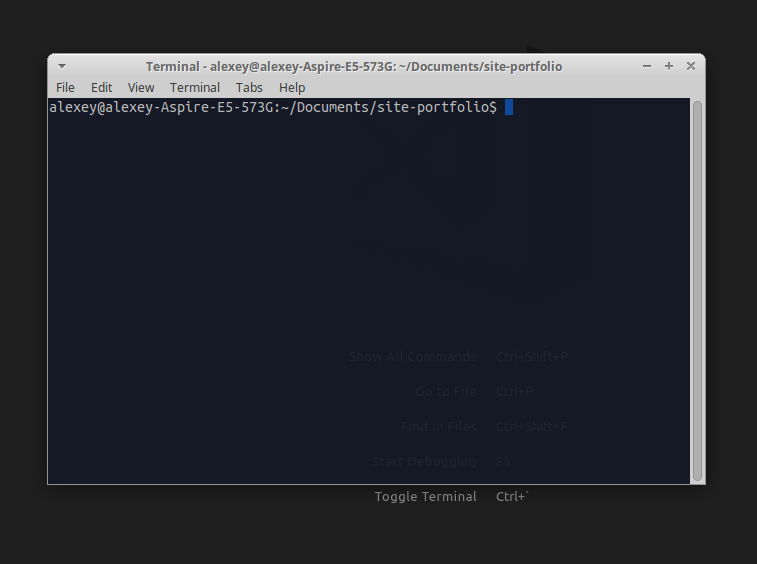 Terminal - alexey@alexey-Aspire-E5-573G: ~/Documents/site-portfolio
File Edit View Terminal Tabs Help
alexey@alexey-Aspire-E5-573G:~/Documents/site-portfolio$
Show All Commands Ctrl+Shift+P
Go to File Ctrl+P
Find in Files Ctrl+Shift+F
Start Debugging F5
Toggle Terminal Ctrl+`